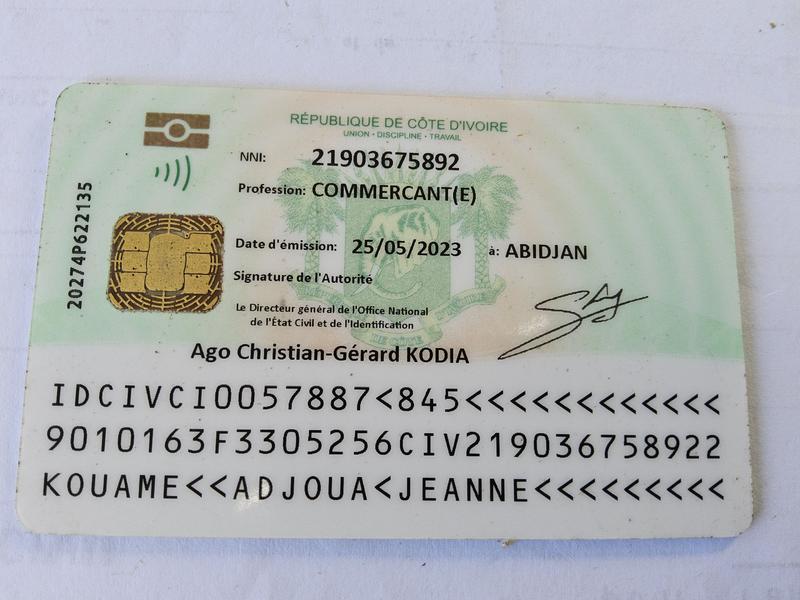 RÉPUBLIQUE DE CÔTE D'IVOIRE
UNION - DISCIPLINE - TRAVAIL
NNI: 21903675892
Profession: COMMERCANT(E)
20274P622135
Date d'émission: 25/05/2023 à: ABIDJAN
Signature de l'Autorité
Le Directeur général de l'Office National
de l'État Civil et de l'Identification
Ago Christian-Gérard KODIA
IDCIVCI0057887<845<<<<<<<<<<<<
9010163F3305256CIV219036758922
KOUAME<<ADJOUA<JEANNE<<<<<<<<<